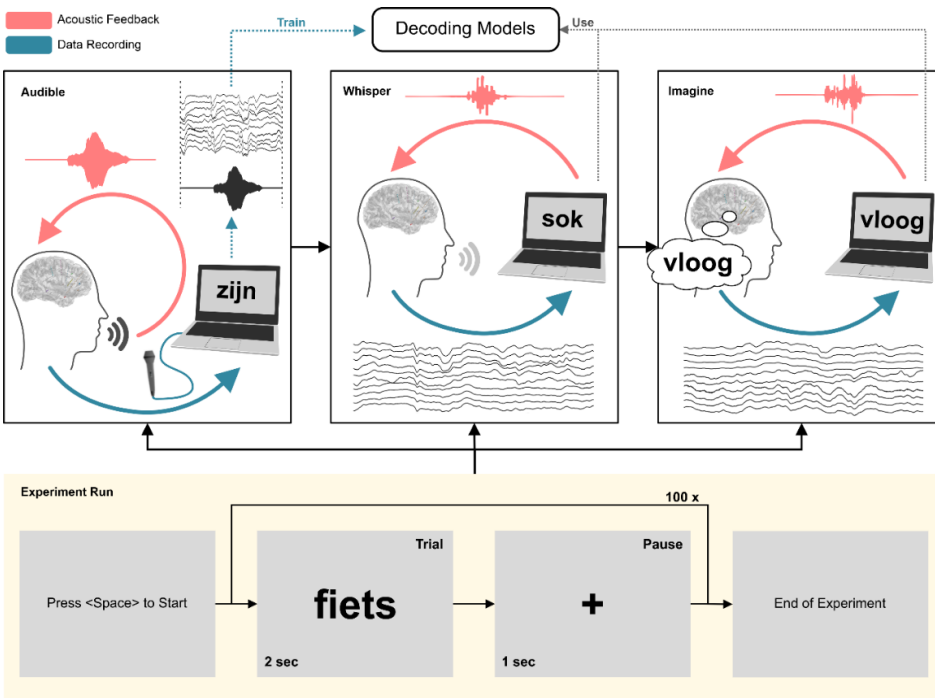 Acoustic Feedback
Data Recording
Train
Decoding Models
Use
Audible
zijn
Whisper
sok
Imagine
vloog
vloog
Experiment Run
100 x
Press <Space> to Start
Trial
fiets
2 sec
Pause
+
1 sec
End of Experiment